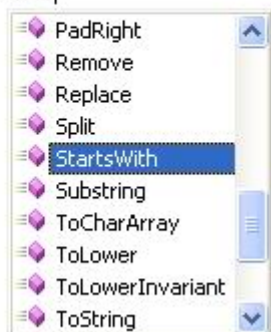 PadRight
Remove
Replace
Split
StartsWith
Substring
ToCharArray
ToLower
ToLowerInvariant
ToString